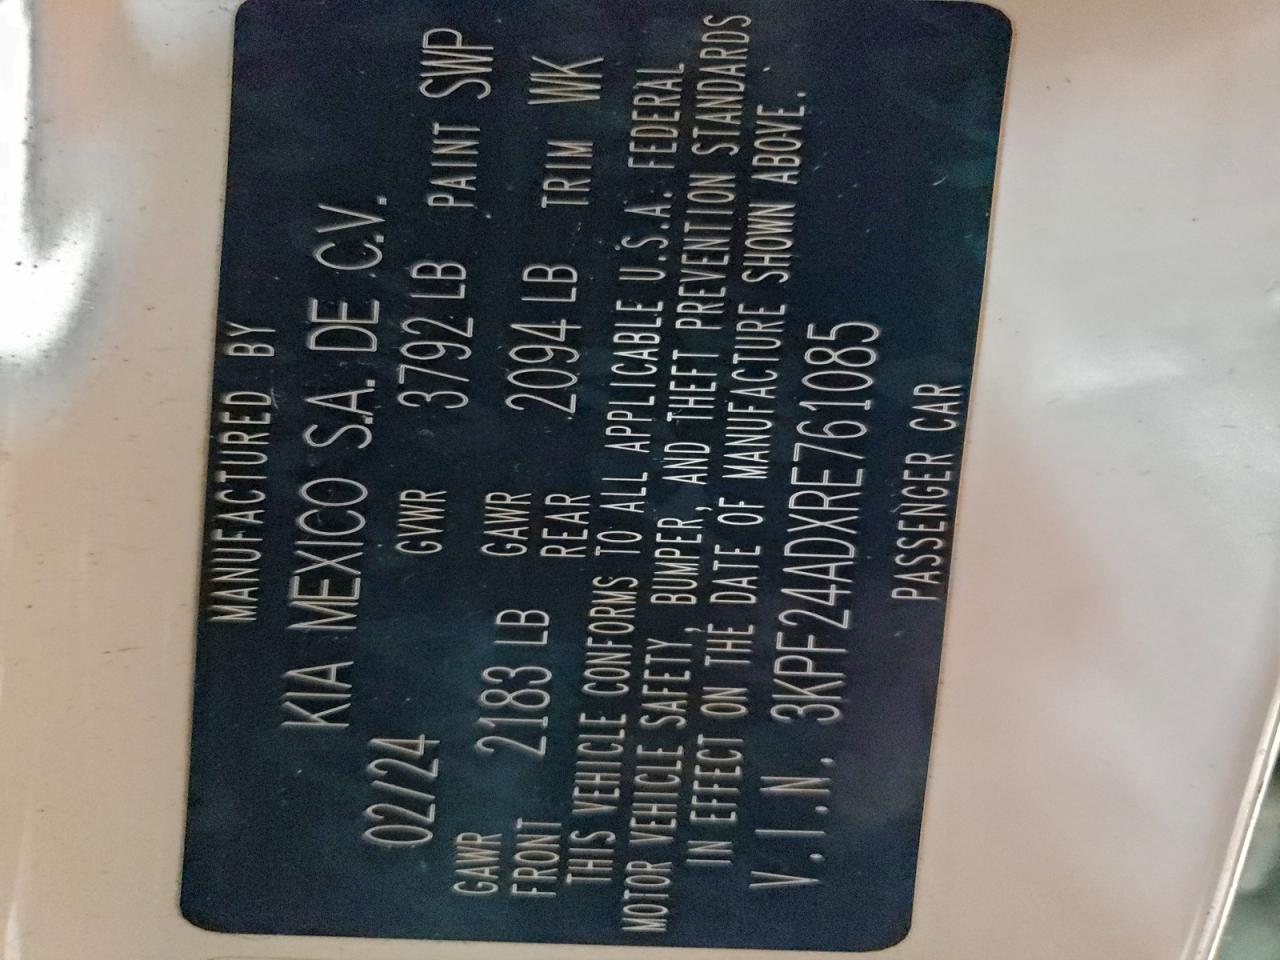 MANUFACTURED BY
KIA MEXICO S.A. DE C.V.
02/24 GVWR 3792 LB PAINT SWP
GAWR FRONT 2183 LB GAWR REAR 2094 LB TRIM WK
THIS VEHICLE CONFORMS TO ALL APPLICABLE U.S.A. FEDERAL
MOTOR VEHICLE SAFETY, BUMPER, AND THEFT PREVENTION STANDARDS
IN EFFECT ON THE DATE OF MANUFACTURE SHOWN ABOVE.
V.I.N. 3KPF24ADXRE761085
PASSENGER CAR